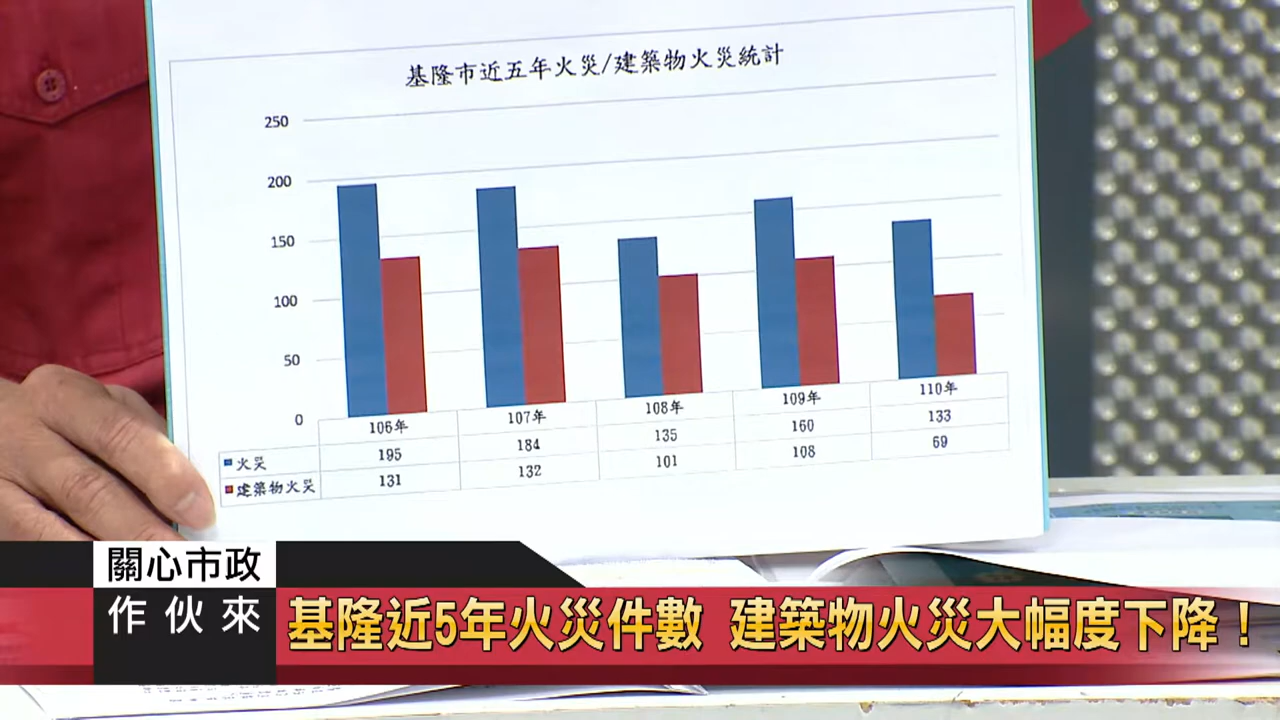 基隆市近五年火災/建築物火災統計
250
200
150
100
50
0
106年 107年 108年 109年 110年
火災 195 184 135 160 133
建築物火災 131 132 101 108 69
關心市政
作伙來
基隆近5年火災件數 建築物火災大幅度下降！